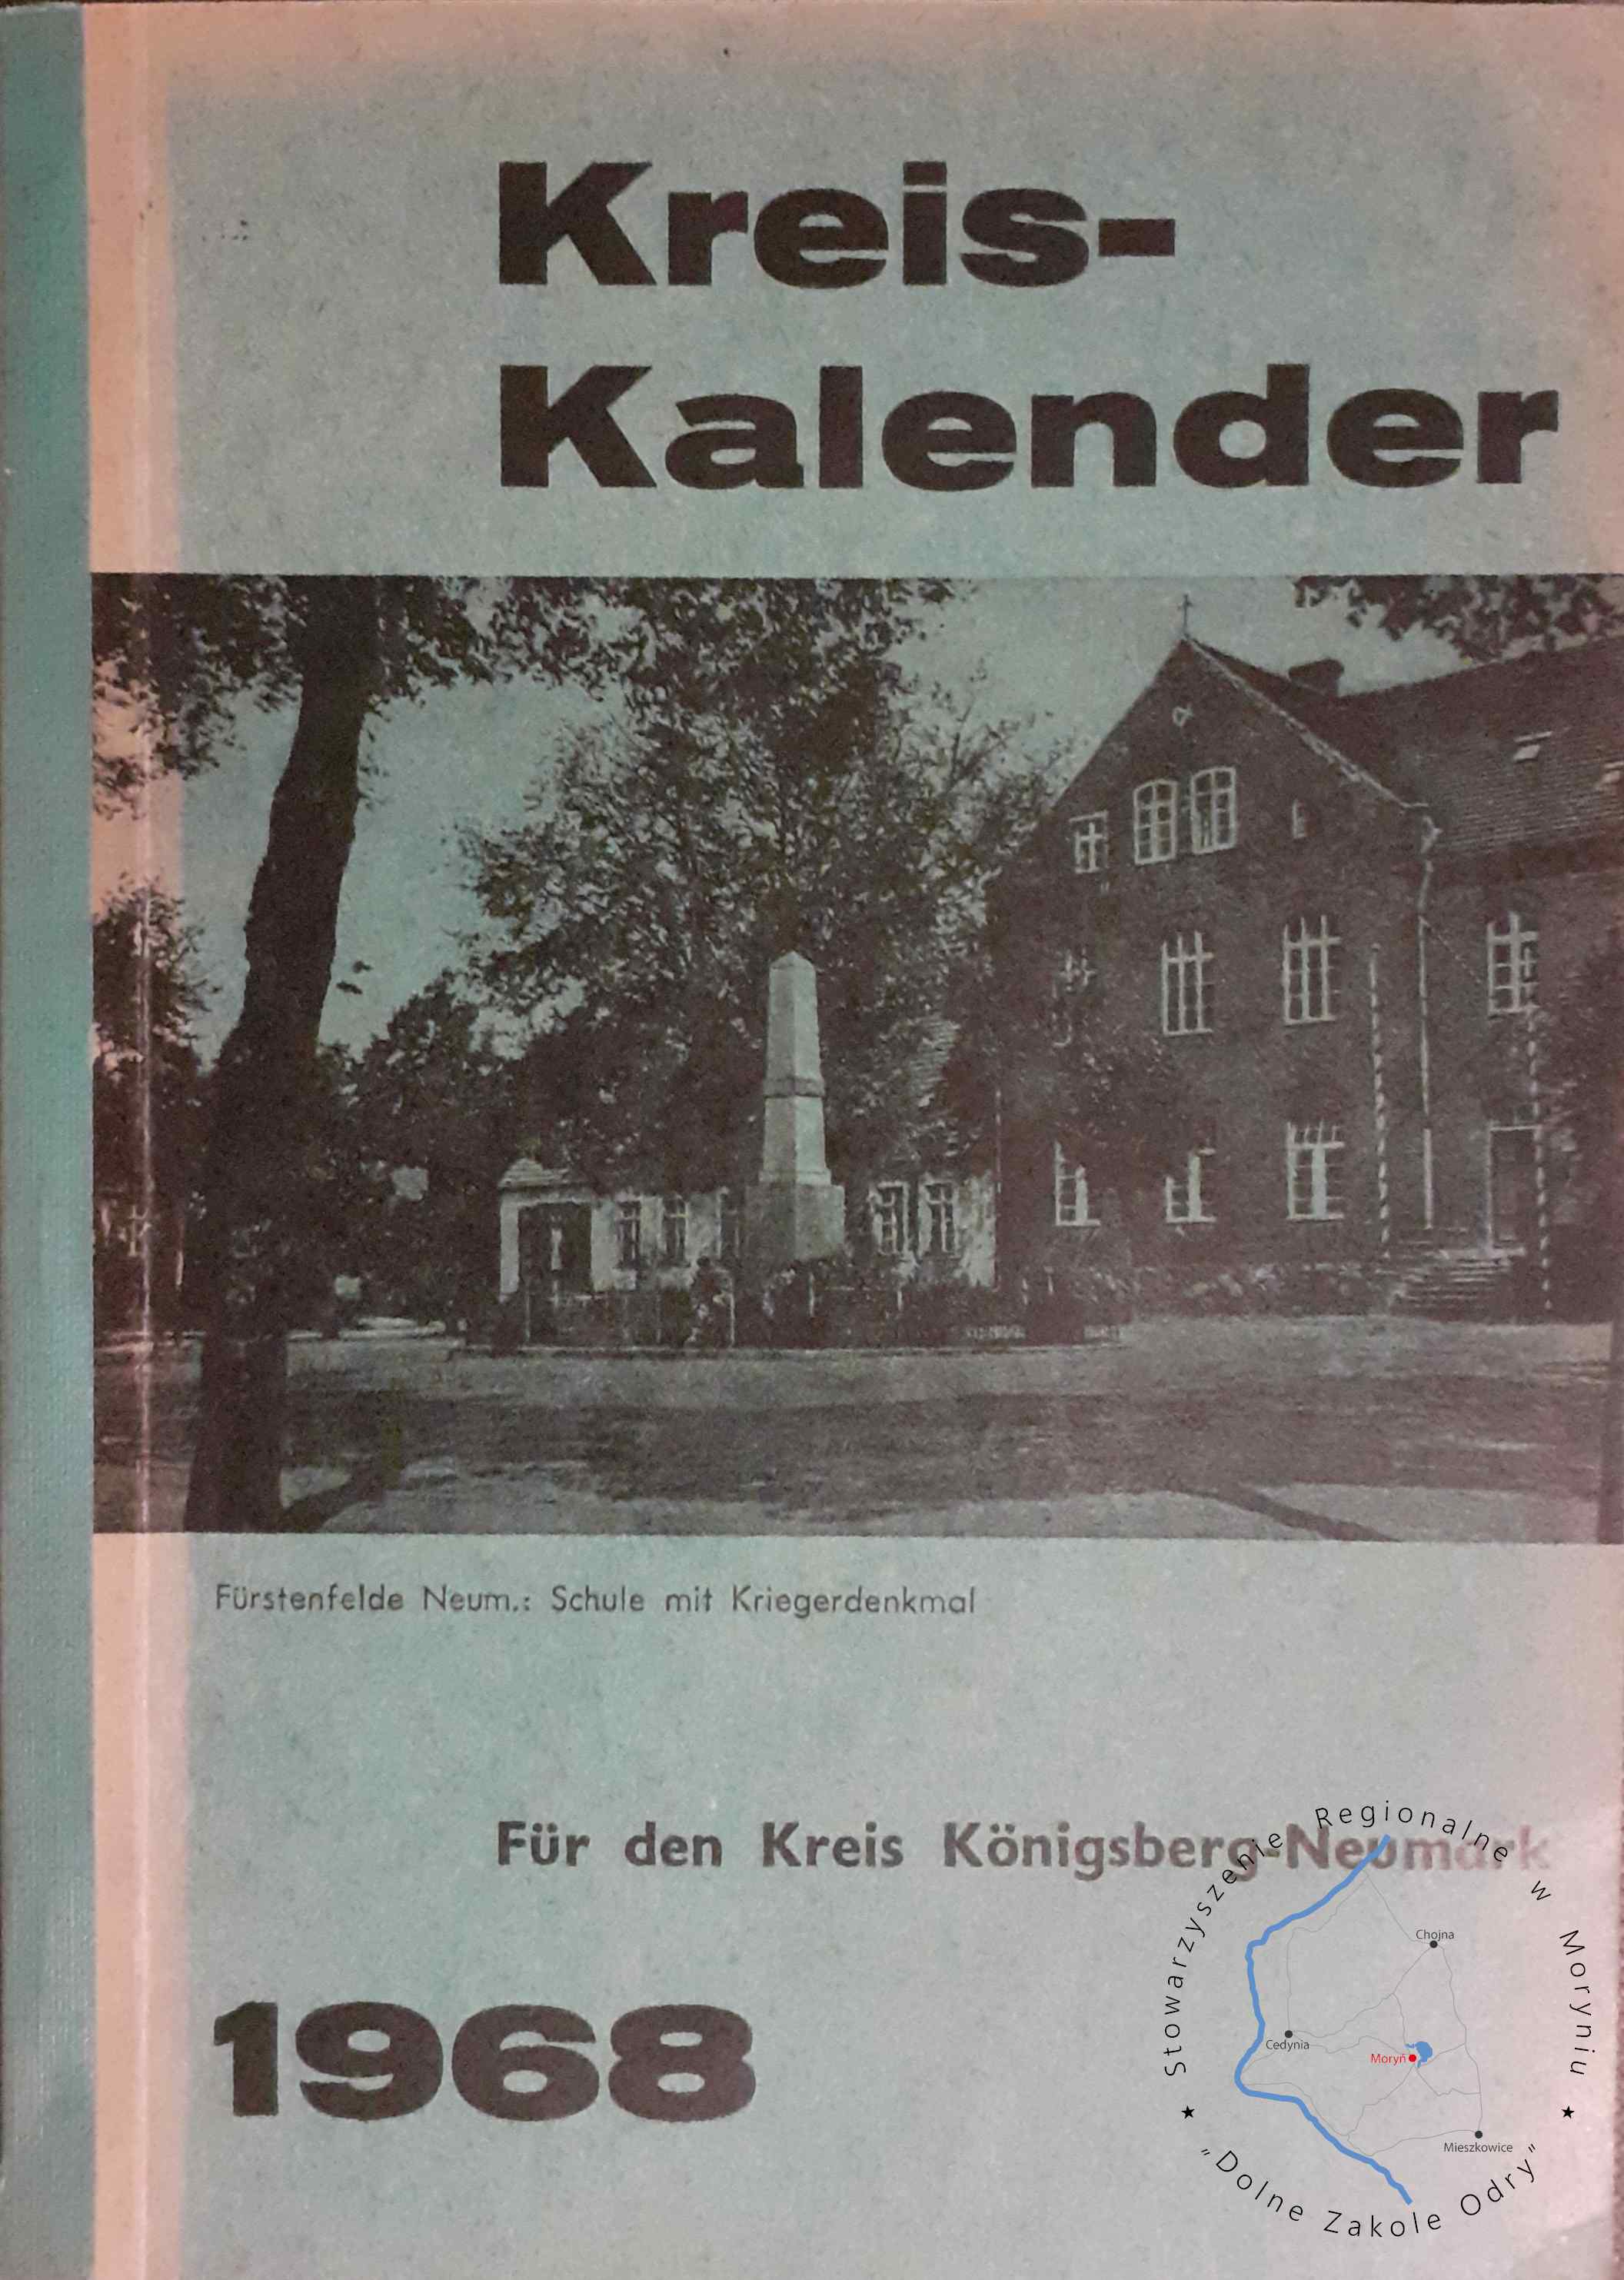 Kreis-
Kalender
Fürstenfelde Neum.: Schule mit Kriegerdenkmal
Für den Kreis Königsberg-Neumark
1968
Stowarzyszenie Regionalne w Moryniu
Chojna
Cedynia
Moryń
Mieszkowice
★ „Dolne Zakole Odry” ★